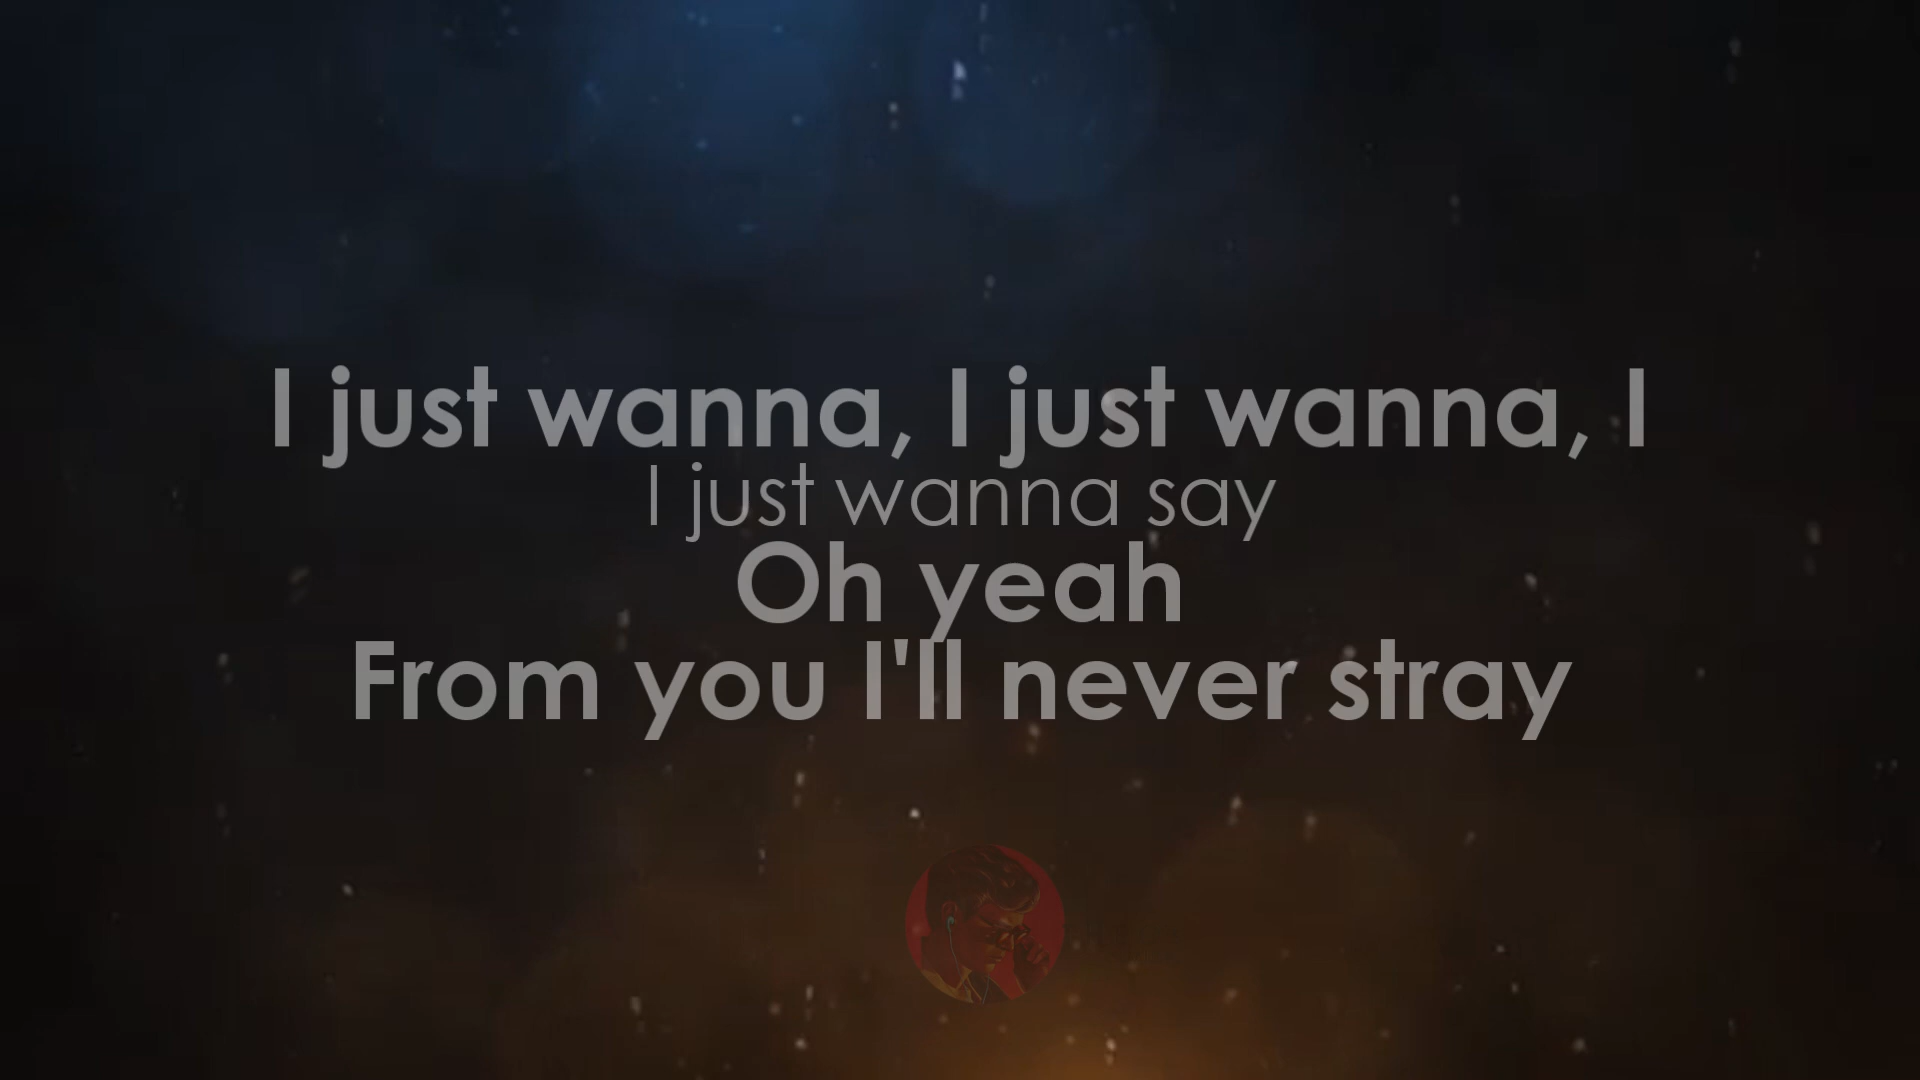 I just wanna, I just wanna, I
I just wanna say
Oh yeah
From you I'll never stray